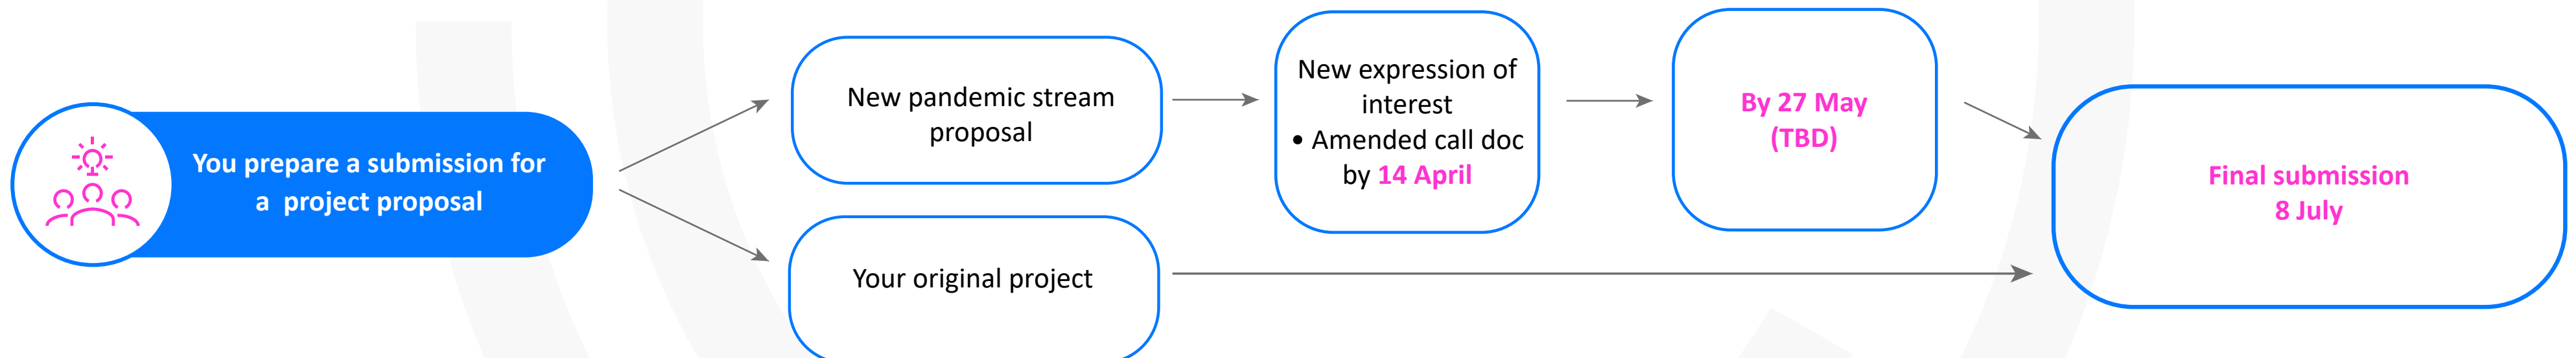 You prepare a submission for
a project proposal
New pandemic stream
proposal
New expression of
interest
• Amended call doc
by 14 April
By 27 May
(TBD)
Final submission
8 July
Your original project